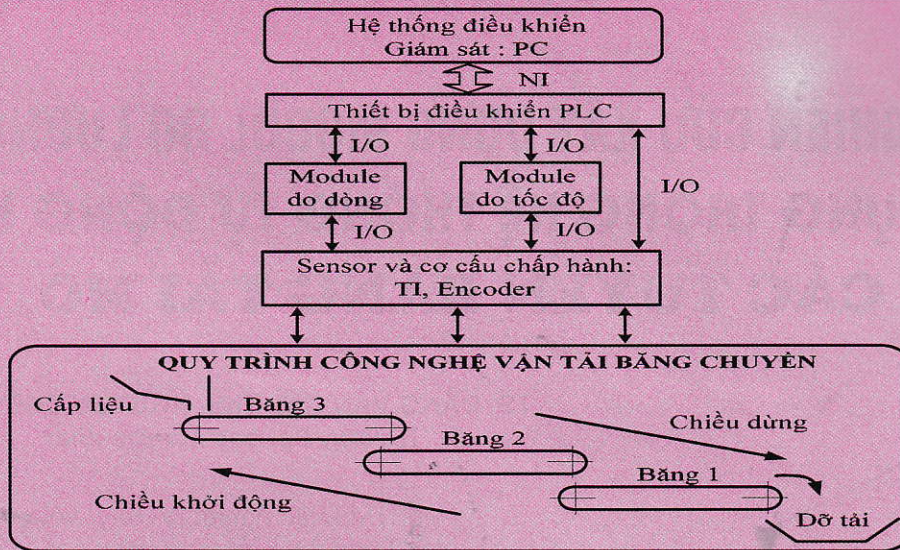 Hệ thống điều khiển
Giám sát : PC
NI
Thiết bị điều khiển PLC
I/O
I/O
I/O
Module
do dòng
Module
do tốc độ
I/O
I/O
Sensor và cơ cấu chấp hành:
TI, Encoder
QUY TRÌNH CÔNG NGHỆ VẬN TẢI BĂNG CHUYÊN
Cấp liệu
Băng 3
Chiều dừng
Băng 2
Băng 1
Chiều khởi động
Dỡ tải